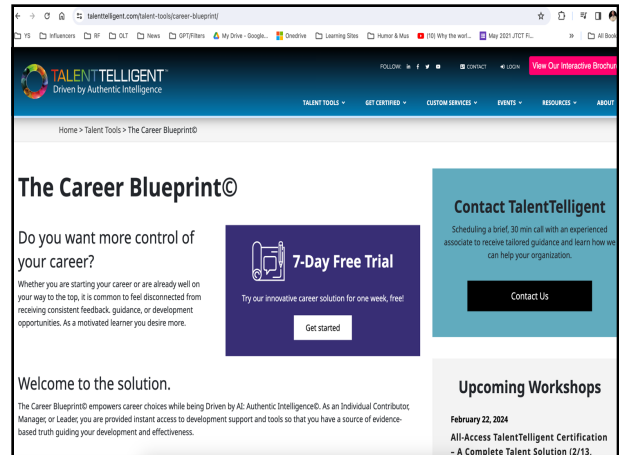 talenttelligent.com/talent-tools/career-blueprint/
YS Influencers RF OLT News GPT/Filters My Drive - Google... Onedrive Learning Sites Humor & Mus (10) Why the worl... May 2021 JTCT Fi... » All Book
FOLLOW: CONTACT LOGIN View Our Interactive Brochur
TALENTTELLIGENT™
Driven by Authentic Intelligence
TALENT TOOLS GET CERTIFIED CUSTOM SERVICES EVENTS RESOURCES ABOUT
Home > Talent Tools > The Career Blueprint©
The Career Blueprint©
Do you want more control of
your career?
Whether you are starting your career or are already well on
your way to the top, it is common to feel disconnected from
receiving consistent feedback. guidance, or development
opportunities. As a motivated learner you desire more.
7-Day Free Trial
Try our innovative career solution for one week, free!
Get started
Contact TalentTelligent
Scheduling a brief, 30 min call with an experienced
associate to receive tailored guidance and learn how we
can help your organization.
Contact Us
Welcome to the solution.
The Career Blueprint© empowers career choices while being Driven by AI: Authentic Intelligence©. As an Individual Contributor,
Manager, or Leader, you are provided instant access to development support and tools so that you have a source of evidence-
based truth guiding your development and effectiveness.
Upcoming Workshops
February 22, 2024
All-Access TalentTelligent Certification
– A Complete Talent Solution (2/13,